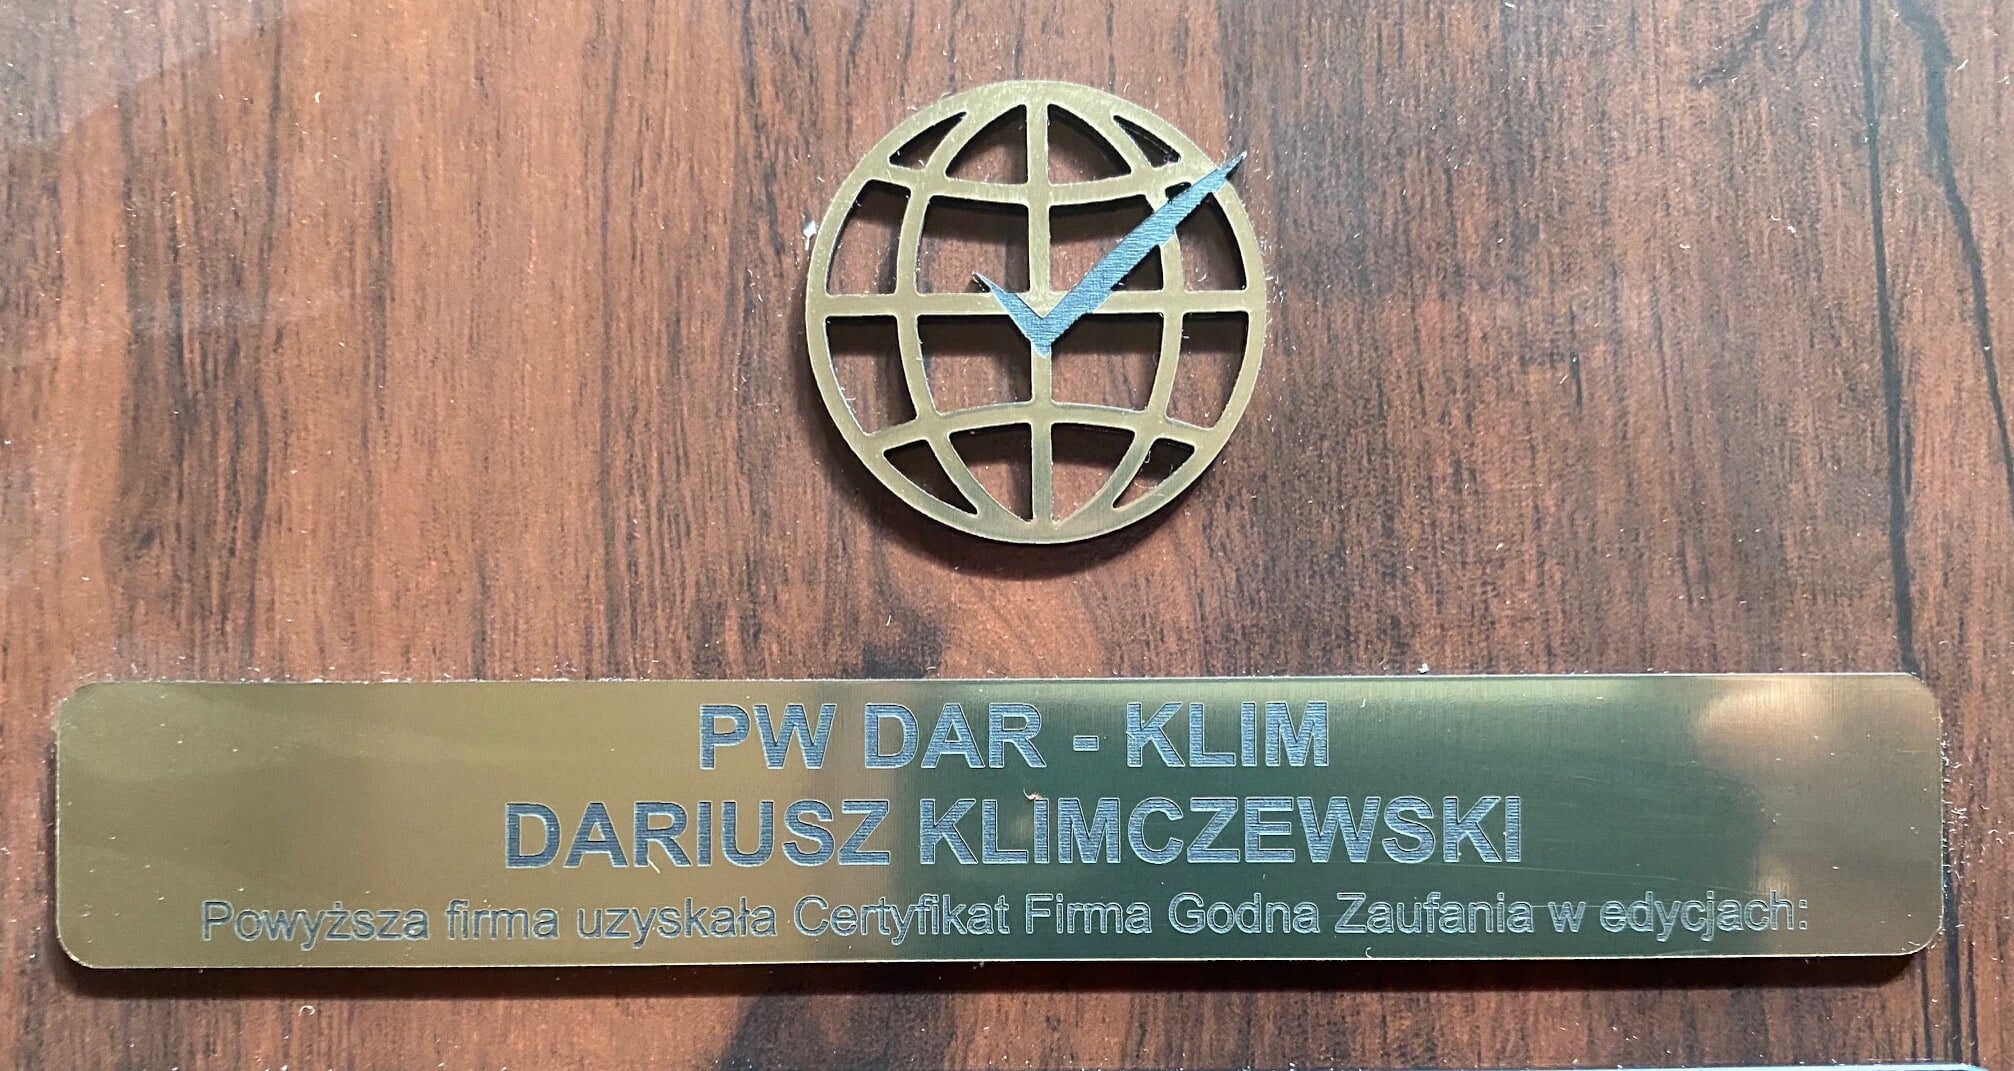 PW DAR - KLIM
DARIUSZ KLIMCZEWSKI
Powyższa firma uzyskała Certyfikat Firma Godna Zaufania w edycjach: